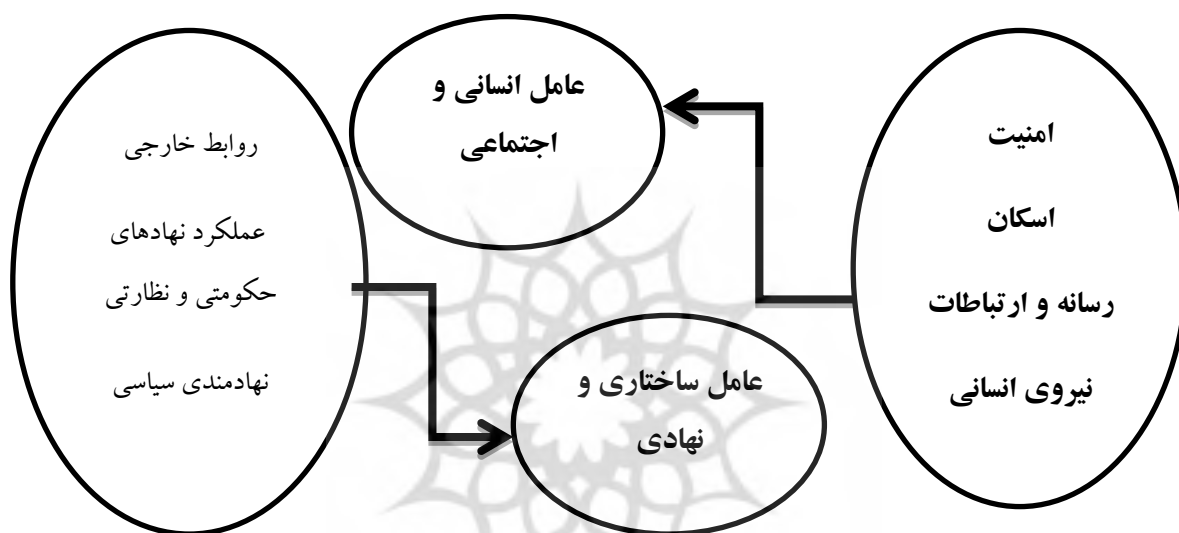 امنیت
اسکان
رسانه و ارتباطات
نیروی انسانی
عامل انسانی و
اجتماعی
عامل ساختاری و
نهادی
روابط خارجی
عملکرد نهادهای
حکومتی و نظارتی
نهادمندی سیاسی